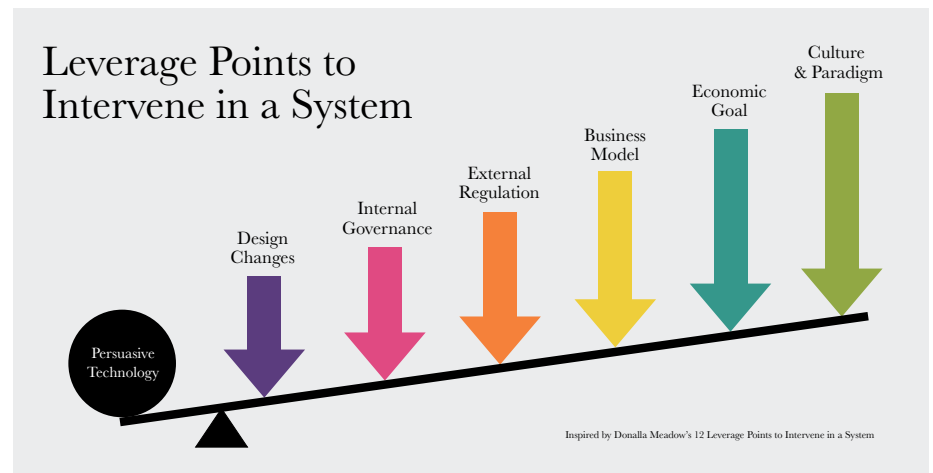 Leverage Points to
Intervene in a System
Culture
& Paradigm
Economic
Goal
Business
Model
External
Regulation
Internal
Governance
Design
Changes
Persuasive
Technology
Inspired by Donalla Meadow's 12 Leverage Points to Intervene in a System